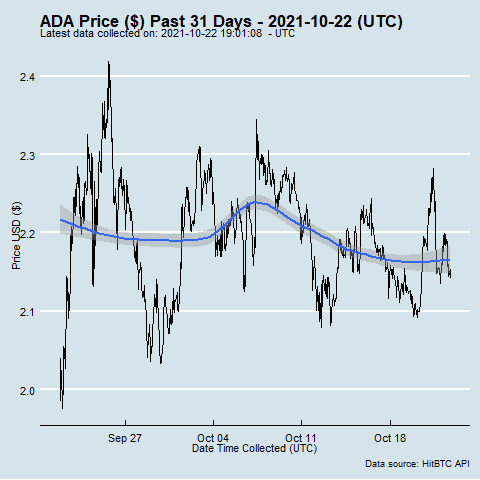 ADA Price ($) Past 31 Days - 2021-10-22 (UTC)
Latest data collected on: 2021-10-22 19:01:08 - UTC
2.4
2.3
2.2
2.1
2.0
Price USD ($)
Sep 27
Oct 04
Oct 11
Oct 18
Date Time Collected (UTC)
Data source: HitBTC API